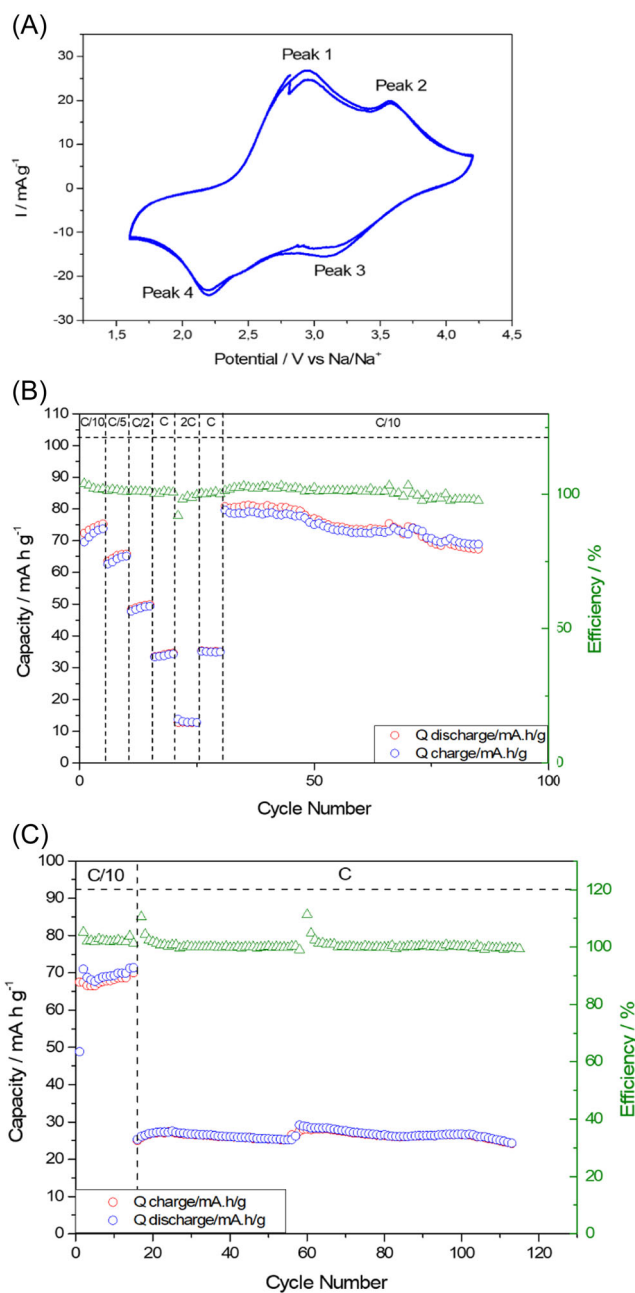 (A)
30
20
10
0
-10
-20
-30
I / mAg-1
Peak 1
Peak 2
Peak 3
Peak 4
1,5 2,0 2,5 3,0 3,5 4,0 4,5
Potential / V vs Na/Na+
(B)
C/10 C/5 C/2 C 2C C C/10
110
100
90
80
70
60
50
40
30
20
10
0
Capacity / mA h g-1
100
50
0
Efficiency / %
Q discharge/mA.h/g
Q charge/mA.h/g
0 50 100
Cycle Number
(C)
C/10 C
100
90
80
70
60
50
40
30
20
10
0
Capacity / mA h g-1
120
100
80
60
40
20
0
Efficiency / %
Q charge/mA.h/g
Q discharge/mA.h/g
0 20 40 60 80 100 120
Cycle Number